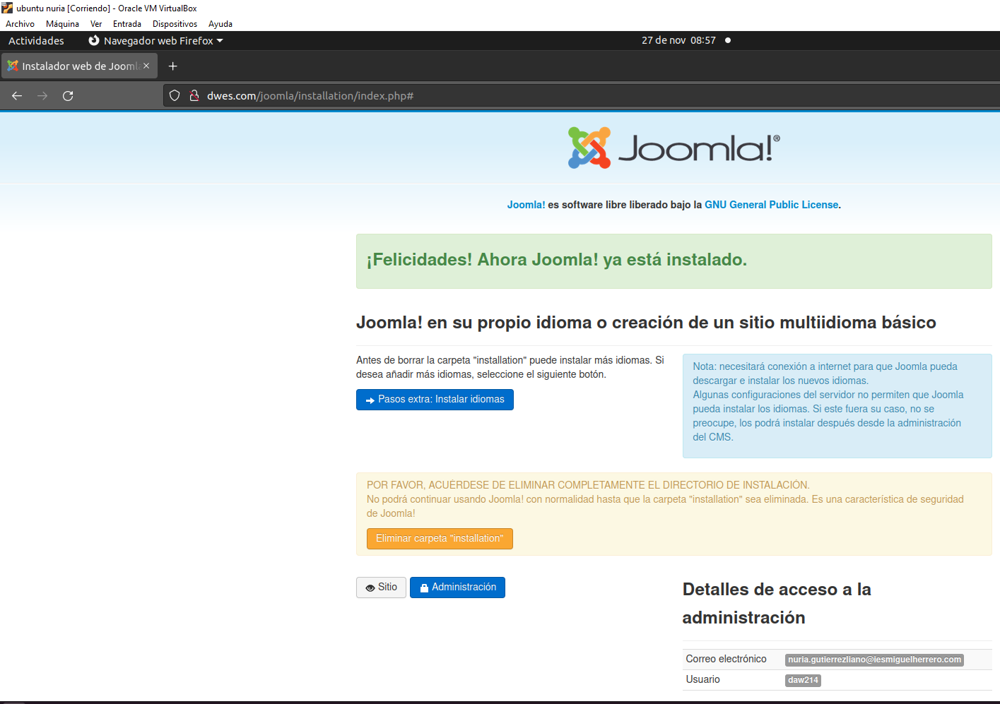 ubuntu nuria [Corriendo] - Oracle VM VirtualBox
Archivo Máquina Ver Entrada Dispositivos Ayuda
Actividades Navegador web Firefox 27 de nov 08:57
Instalador web de Jooml
dwes.com/joomla/installation/index.php#
Joomla!®
Joomla! es software libre liberado bajo la GNU General Public License.
¡Felicidades! Ahora Joomla! ya está instalado.
Joomla! en su propio idioma o creación de un sitio multiidioma básico
Antes de borrar la carpeta "installation" puede instalar más idiomas. Si
desea añadir más idiomas, seleccione el siguiente botón.
Pasos extra: Instalar idiomas
Nota: necesitará conexión a internet para que Joomla pueda
descargar e instalar los nuevos idiomas.
Algunas configuraciones del servidor no permiten que Joomla
pueda instalar los idiomas. Si este fuera su caso, no se
preocupe, los podrá instalar después desde la administración
del CMS.
POR FAVOR, ACUÉRDESE DE ELIMINAR COMPLETAMENTE EL DIRECTORIO DE INSTALACIÓN.
No podrá continuar usando Joomla! con normalidad hasta que la carpeta "installation" sea eliminada. Es una característica de seguridad
de Joomla!
Eliminar carpeta "installation"
Sitio Administración
Detalles de acceso a la
administración
Correo electrónico nuria.gutierrezliano@iesmiguelherrero.com
Usuario daw214